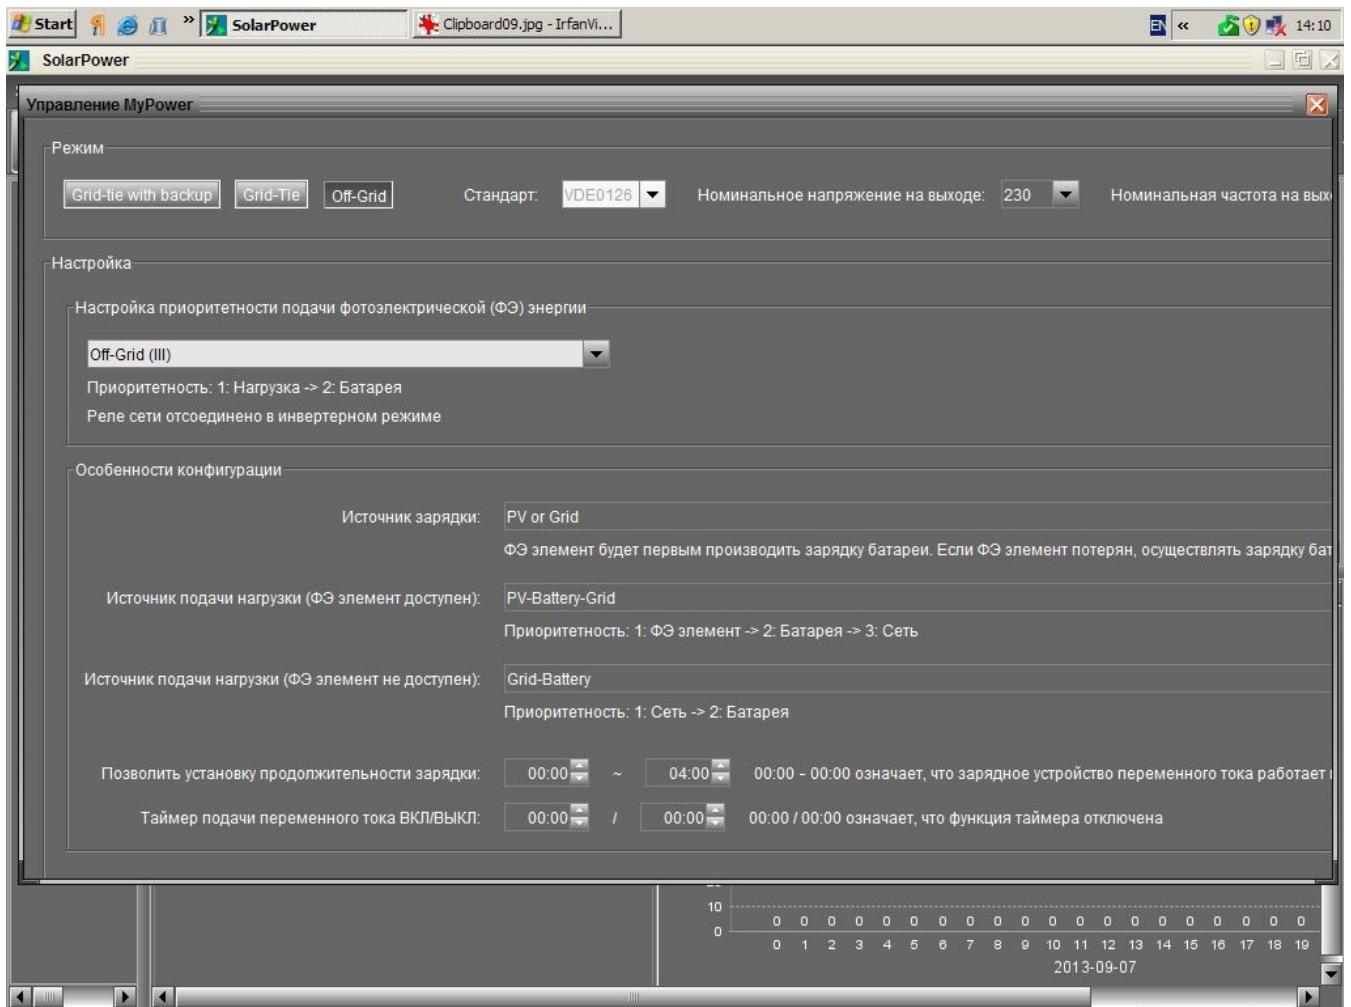 Start » SolarPower Clipboard09.jpg - IrfanVi... EN « 14:10
SolarPower
Управление MyPower
Режим
Grid-tie with backup Grid-Tie Off-Grid Стандарт: VDE0126 Номинальное напряжение на выходе: 230 Номинальная частота на вых
Настройка
Настройка приоритетности подачи фотоэлектрической (ФЭ) энергии
Off-Grid (III)
Приоритетность: 1: Нагрузка -> 2: Батарея
Реле сети отсоединено в инвертерном режиме
Особенности конфигурации
Источник зарядки: PV or Grid
ФЭ элемент будет первым производить зарядку батареи. Если ФЭ элемент потерян, осуществлять зарядку бат
Источник подачи нагрузки (ФЭ элемент доступен): PV-Battery-Grid
Приоритетность: 1: ФЭ элемент -> 2: Батарея -> 3: Сеть
Источник подачи нагрузки (ФЭ элемент не доступен): Grid-Battery
Приоритетность: 1: Сеть -> 2: Батарея
Позволить установку продолжительности зарядки: 00:00 ~ 04:00 00:00 - 00:00 означает, что зарядное устройство переменного тока работает
Таймер подачи переменного тока ВКЛ/ВЫКЛ: 00:00 / 00:00 00:00 / 00:00 означает, что функция таймера отключена
10
0 0 0 0 0 0 0 0 0 0 0 0 0 0 0 0 0 0 0 0
0
0 1 2 3 4 5 6 7 8 9 10 11 12 13 14 15 16 17 18 19
2013-09-07